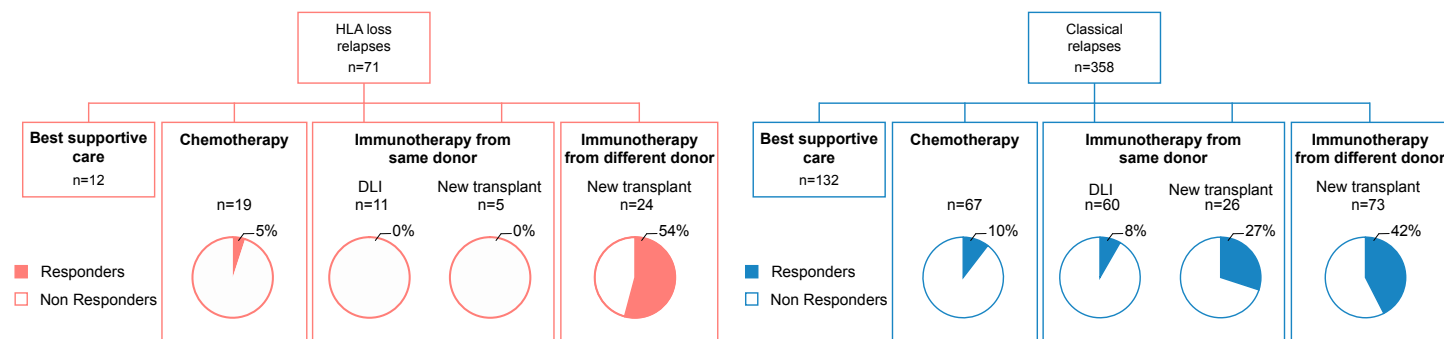 HLA loss
relapses
n=71
Best supportive
care
n=12
Chemotherapy
n=19
5%
Immunotherapy from
same donor
DLI
n=11
0%
New transplant
n=5
0%
Immunotherapy
from different donor
New transplant
n=24
54%
Responders
Non Responders
Classical
relapses
n=358
Best supportive
care
n=132
Chemotherapy
n=67
10%
Immunotherapy from
same donor
DLI
n=60
8%
New transplant
n=26
27%
Immunotherapy
from different donor
New transplant
n=73
42%
Responders
Non Responders